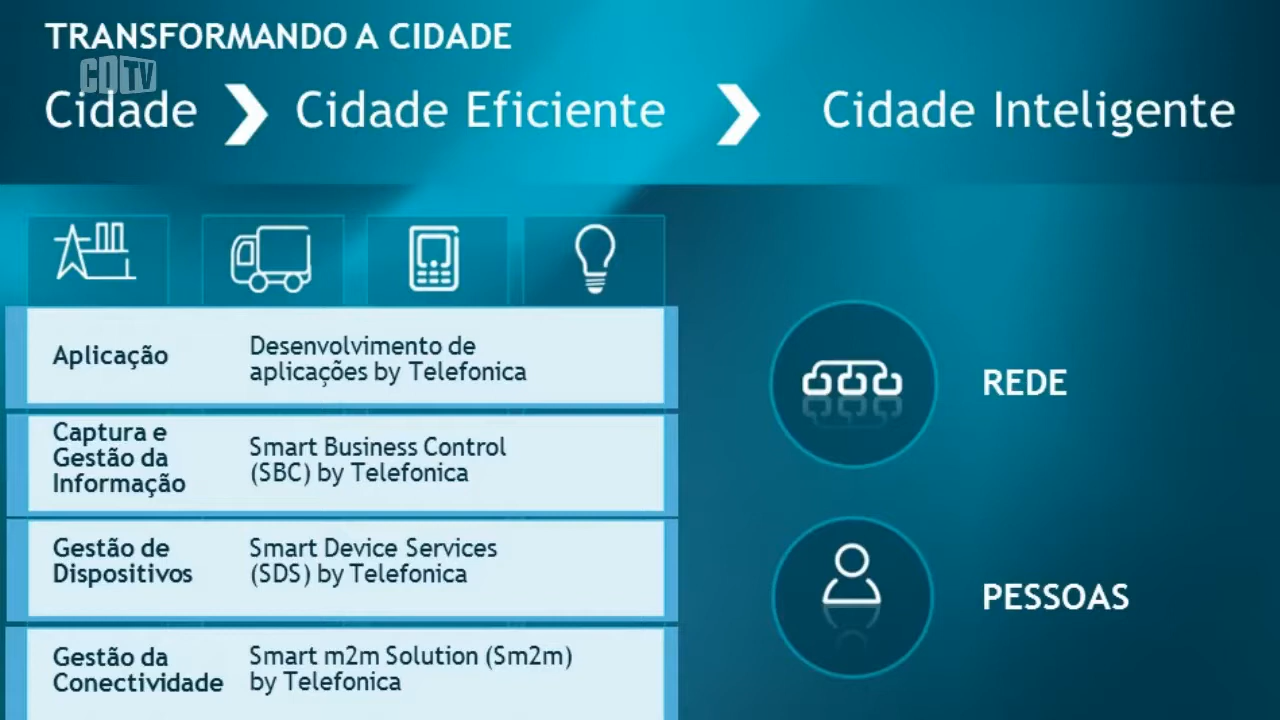 TRANSFORMANDO A CIDADE
CDTV
Cidade
Cidade Eficiente
Cidade Inteligente
Aplicação
Desenvolvimento de
aplicações by Telefonica
Captura e
Gestão da
Informação
Smart Business Control
(SBC) by Telefonica
Gestão de
Dispositivos
Smart Device Services
(SDS) by Telefonica
Gestão da
Conectividade
Smart m2m Solution (Sm2m)
by Telefonica
REDE
PESSOAS